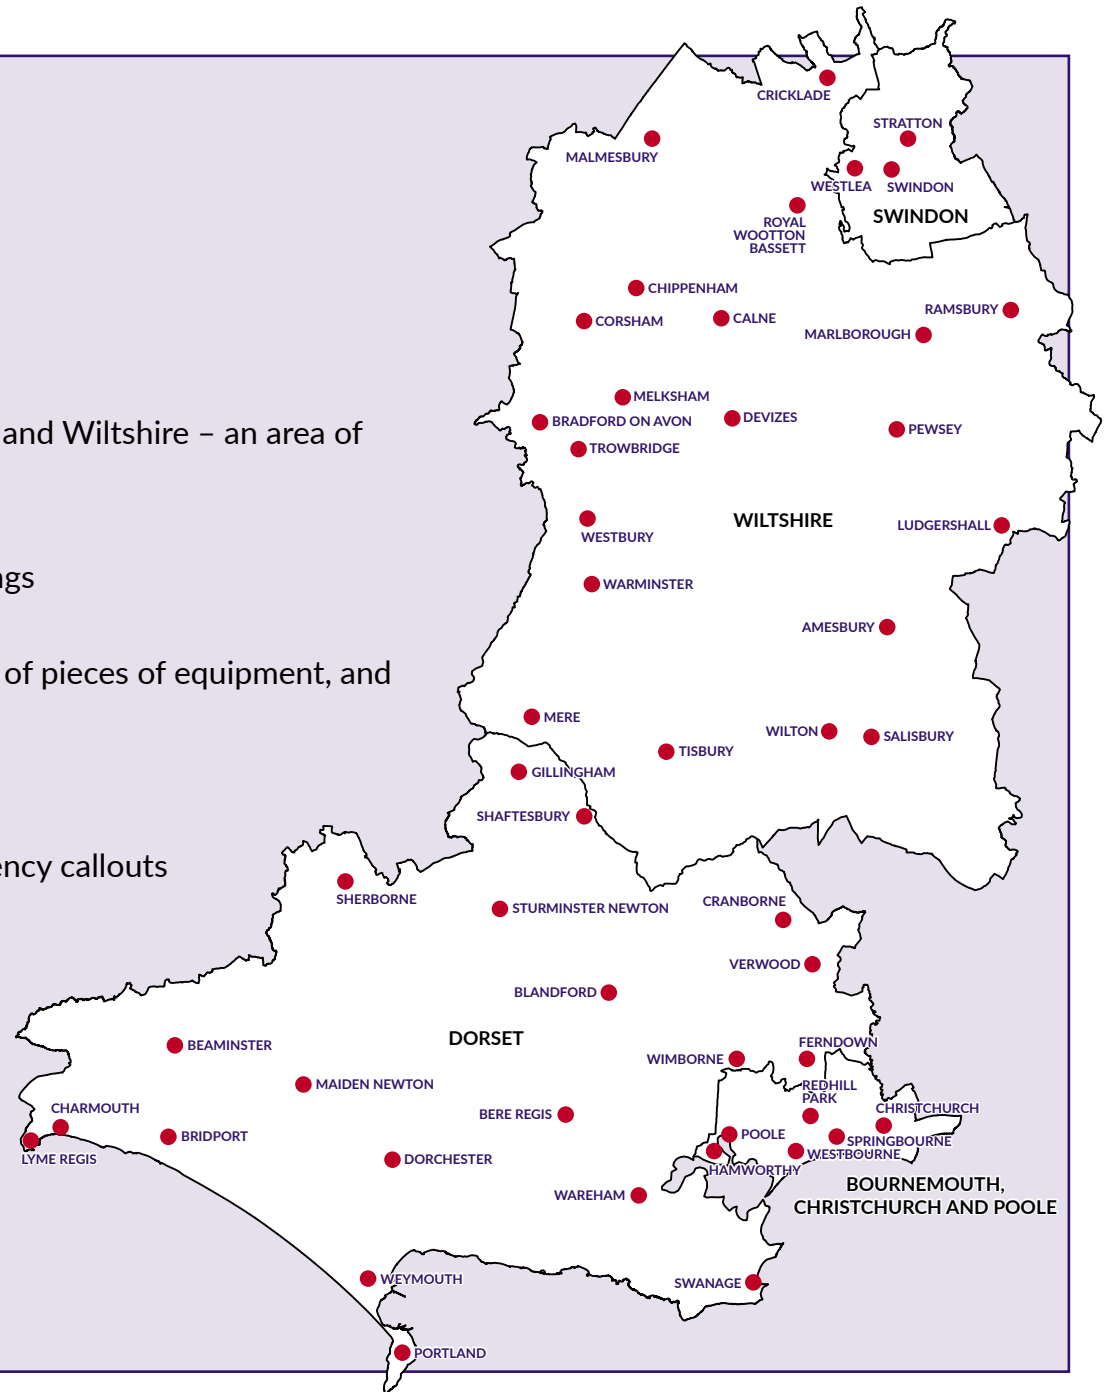 and Wiltshire – an area of
ngs
of pieces of equipment, and
ency callouts
CRICKLADE
STRATTON
MALMESBURY
WESTLEA
SWINDON
SWINDON
ROYAL
WOOTTON
BASSETT
CHIPPENHAM
CORSHAM
CALNE
RAMSBURY
MARLBOROUGH
MELKSHAM
BRADFORD ON AVON
DEVIZES
PEWSEY
TROWBRIDGE
WILTSHIRE
LUDGERSHALL
WESTBURY
WARMINSTER
AMESBURY
MERE
WILTON
SALISBURY
TISBURY
GILLINGHAM
SHAFTESBURY
SHERBORNE
STURMINSTER NEWTON
CRANBORNE
VERWOOD
BLANDFORD
DORSET
BEAMINSTER
WIMBORNE
FERNDOWN
MAIDEN NEWTON
REDHILL
PARK
CHARMOUTH
BERE REGIS
CHRISTCHURCH
BRIDPORT
POOLE
SPRINGBOURNE
WESTBOURNE
LYME REGIS
DORCHESTER
HAMWORTHY
BOURNEMOUTH,
CHRISTCHURCH AND POOLE
WAREHAM
WEYMOUTH
SWANAGE
PORTLAND